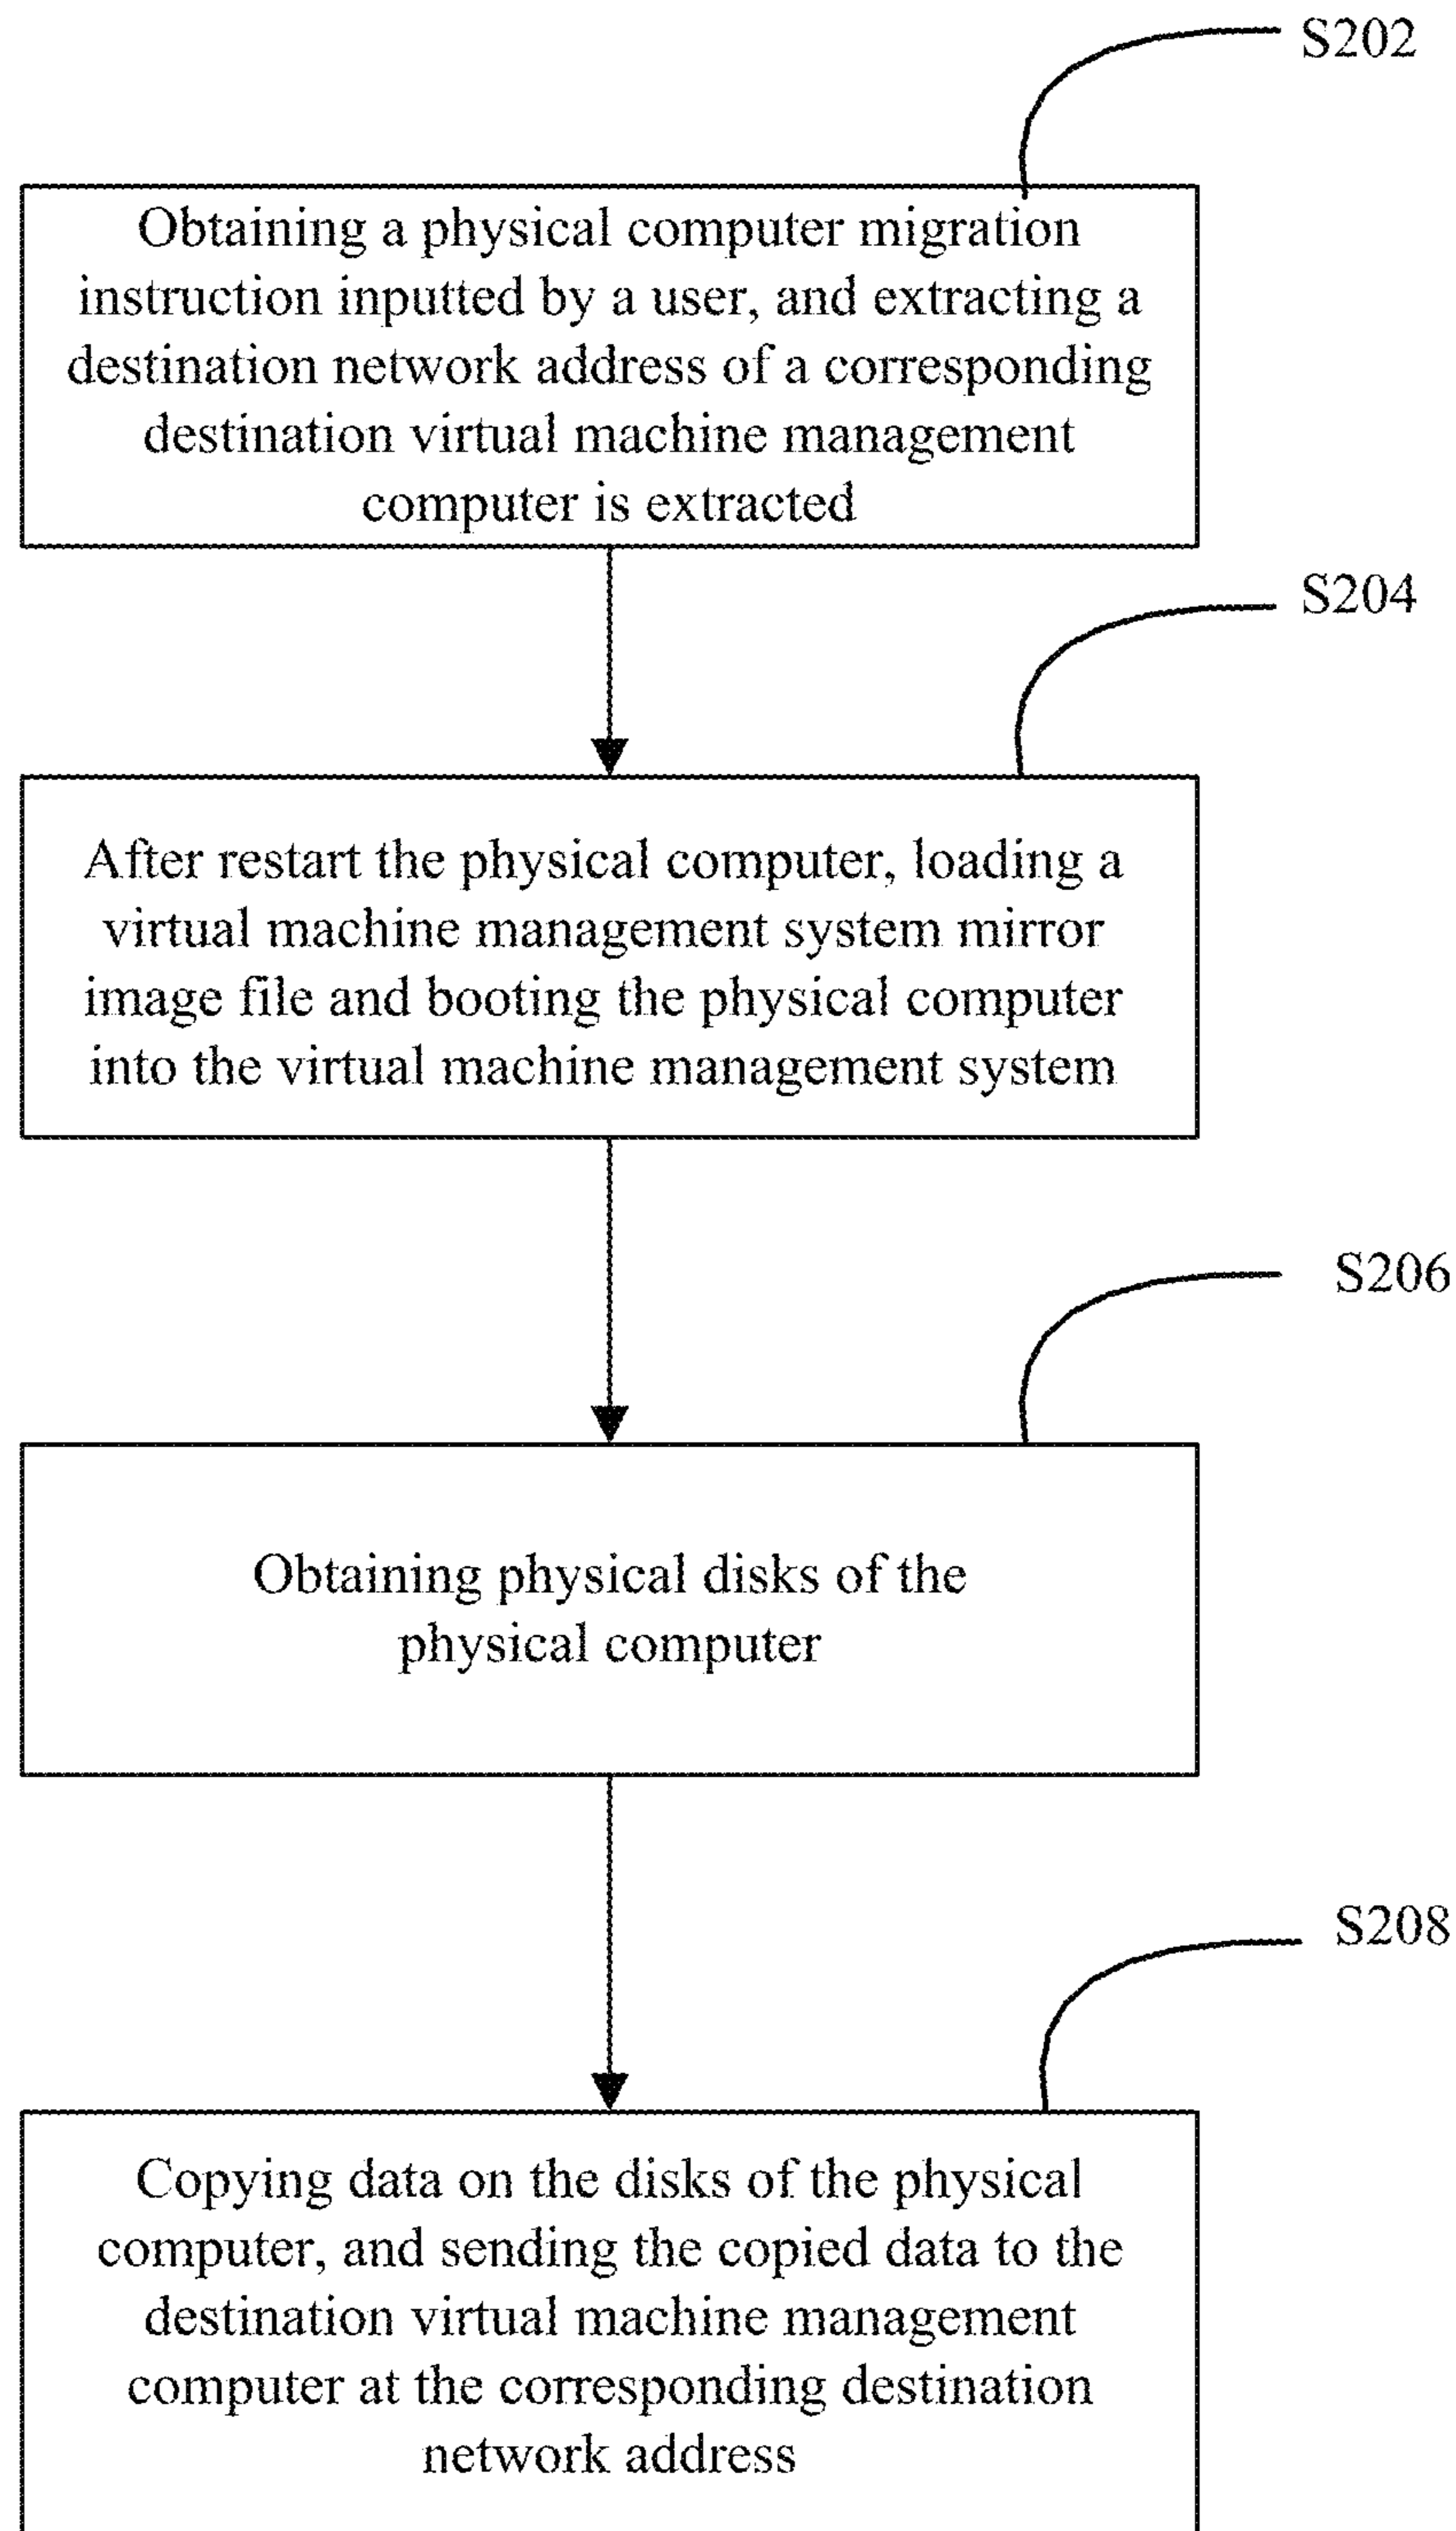 S202
Obtaining a physical computer migration
instruction inputted by a user, and extracting a
destination network address of a corresponding
destination virtual machine management
computer is extracted
S204
After restart the physical computer, loading a
virtual machine management system mirror
image file and booting the physical computer
into the virtual machine management system
S206
Obtaining physical disks of the
physical computer
S208
Copying data on the disks of the physical
computer, and sending the copied data to the
destination virtual machine management
computer at the corresponding destination
network address